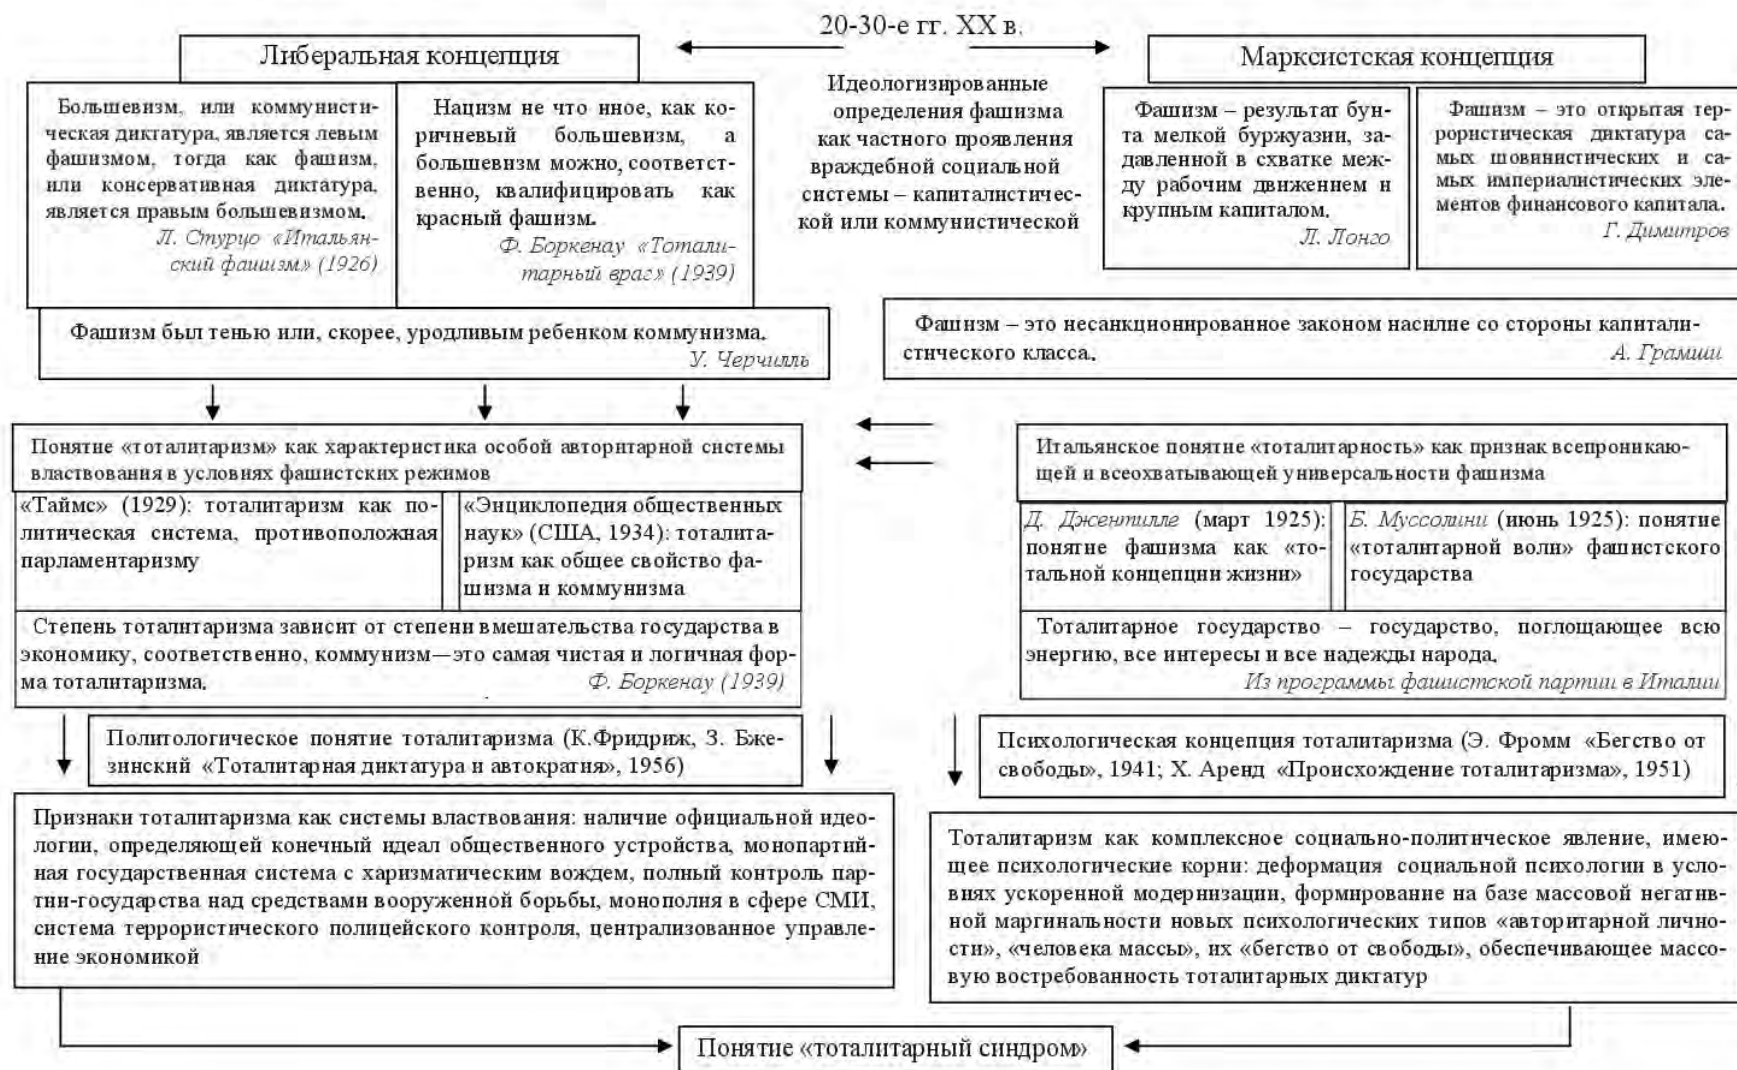 20-30-е гг. XX в.
Либеральная концепция
Марксистская концепция
Большевизм, или коммунисти-
ческая диктатура, является левым
фашизмом, тогда как фашизм,
или консервативная диктатура,
является правым большевизмом.
Л. Стурцо «Итальян-
ский фашизм» (1926)
Нацизм не что иное, как ко-
ричневый большевизм, а
большевизм можно, соответст-
венно, квалифицировать как
красный фашизм.
Ф. Боркенау «Тотали-
тарный враг» (1939)
Идеологизированные
определения фашизма
как частного проявления
враждебной социальной
системы – капиталистичес-
кой или коммунистической
Фашизм – результат бун-
та мелкой буржуазии, за-
давленной в схватке меж-
ду рабочим движением и
крупным капиталом.
Л. Лонго
Фашизм – это открытая тер-
рористическая диктатура са-
мых шовинистических и са-
мых империалистических эле-
ментов финансового капитала.
Г. Димитров
Фашизм был тенью или, скорее, уродливым ребенком коммунизма.
У. Черчилль
Фашизм – это несанкционированное законом насилие со стороны капитали-
стического класса.
А. Грамши
Понятие «тоталитаризм» как характеристика особой авторитарной системы
властвования в условиях фашистских режимов
«Таймс» (1929): тоталитаризм как по-
литическая система, противоположная
парламентаризму
«Энциклопедия общественных
наук» (США, 1934): тоталита-
ризм как общее свойство фа-
шизма и коммунизма
Степень тоталитаризма зависит от степени вмешательства государства в
экономику, соответственно, коммунизм—это самая чистая и логичная фор-
ма тоталитаризма.
Ф. Боркенау (1939)
Итальянское понятие «тоталитарность» как признак всепроникаю-
щей и всеохватывающей универсальности фашизма
Д. Джентилле (март 1925):
понятие фашизма как «то-
тальной концепции жизни»
Б. Муссолини (июнь 1925): понятие
«тоталитарной воли» фашистского
государства
Тоталитарное государство – государство, поглощающее всю
энергию, все интересы и все надежды народа.
Из программы фашистской партии в Италии
Политологическое понятие тоталитаризма (К.Фридриж, З. Бже-
зинский «Тоталитарная диктатура и автократия», 1956)
Психологическая концепция тоталитаризма (Э. Фромм «Бегство от
свободы», 1941; Х. Аренд «Происхождение тоталитаризма», 1951)
Признаки тоталитаризма как системы властвования: наличие официальной идео-
логии, определяющей конечный идеал общественного устройства, монопартий-
ная государственная система с харизматическим вождем, полный контроль пар-
тии-государства над средствами вооруженной борьбы, монополия в сфере СМИ,
система террористического полицейского контроля, централизованное управле-
ние экономикой
Тоталитаризм как комплексное социально-политическое явление, имею-
щее психологические корни: деформация социальной психологии в усло-
виях ускоренной модернизации, формирование на базе массовой негатив-
ной маргинальности новых психологических типов «авторитарной лично-
сти», «человека массы», их «бегство от свободы», обеспечивающее массо-
вую востребованность тоталитарных диктатур
Понятие «тоталитарный синдром»